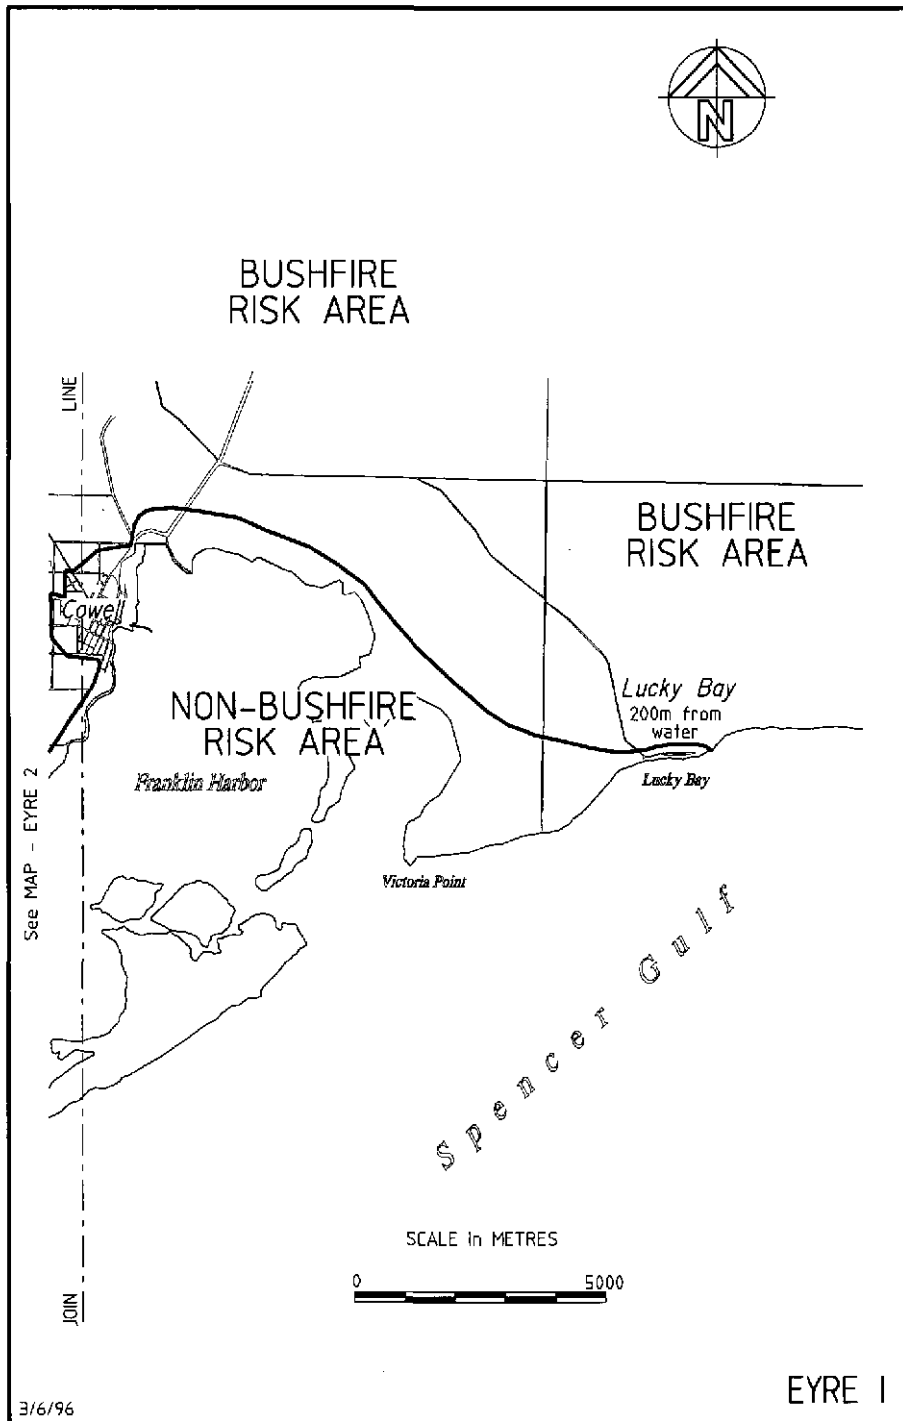 N
BUSHFIRE
RISK AREA
LINE
BUSHFIRE
RISK AREA
Cowell
Lucky Bay
200m from
water
NON-BUSHFIRE
RISK AREA
Franklin Harbor
Lucky Bay
See MAP - EYRE 2
Victoria Point
Spencer Gulf
SCALE in METRES
0 5000
JOIN
EYRE 1
3/6/96